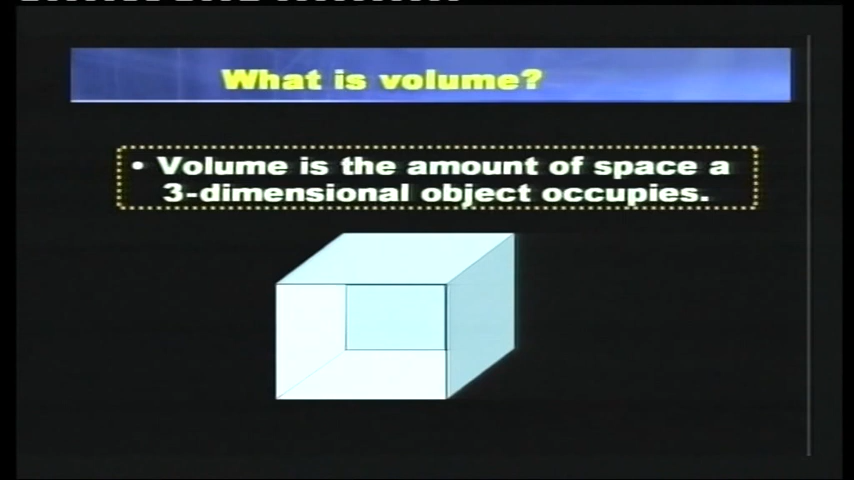 What is volume?
• Volume is the amount of space a
3-dimensional object occupies.